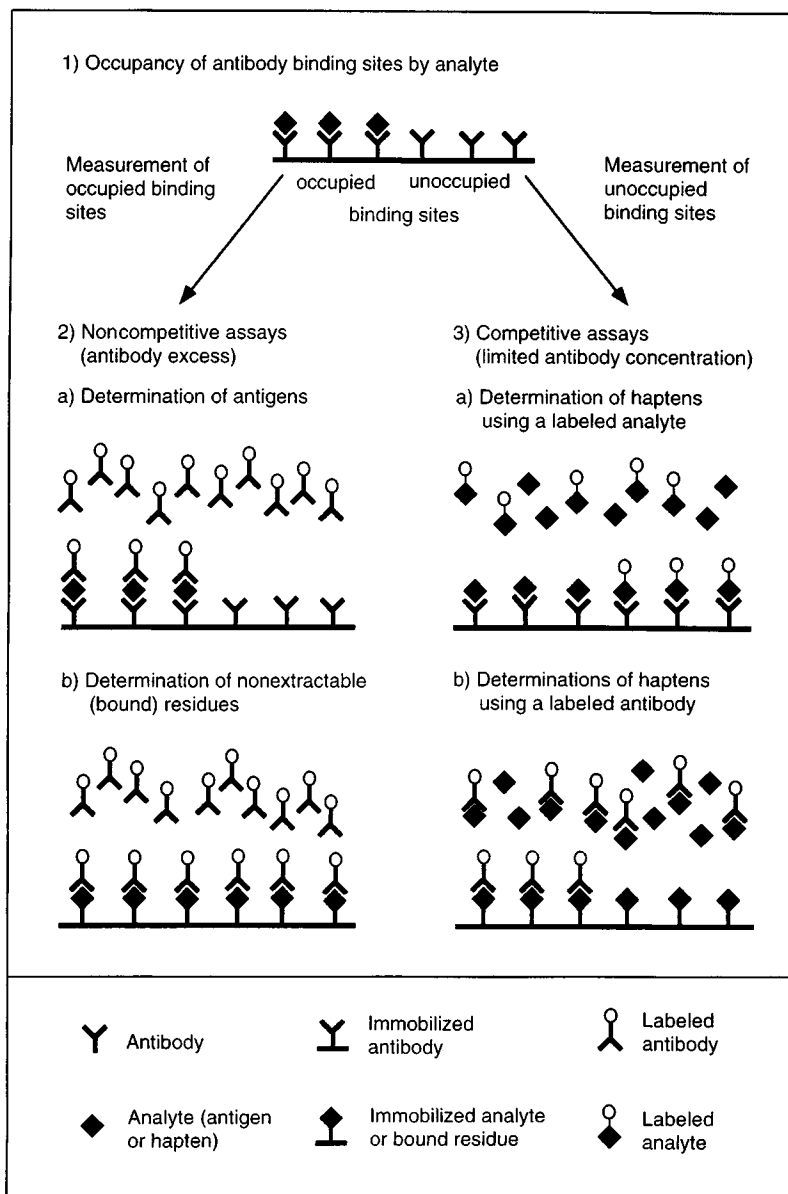 1) Occupancy of antibody binding sites by analyte
Measurement of
occupied binding
sites
occupied
unoccupied
binding sites
Measurement of
unoccupied
binding sites
2) Noncompetitive assays
(antibody excess)
a) Determination of antigens
b) Determination of nonextractable
(bound) residues
3) Competitive assays
(limited antibody concentration)
a) Determination of haptens
using a labeled analyte
b) Determinations of haptens
using a labeled antibody
Antibody
Immobilized
antibody
Labeled
antibody
Analyte (antigen
or hapten)
Immobilized analyte
or bound residue
Labeled
analyte